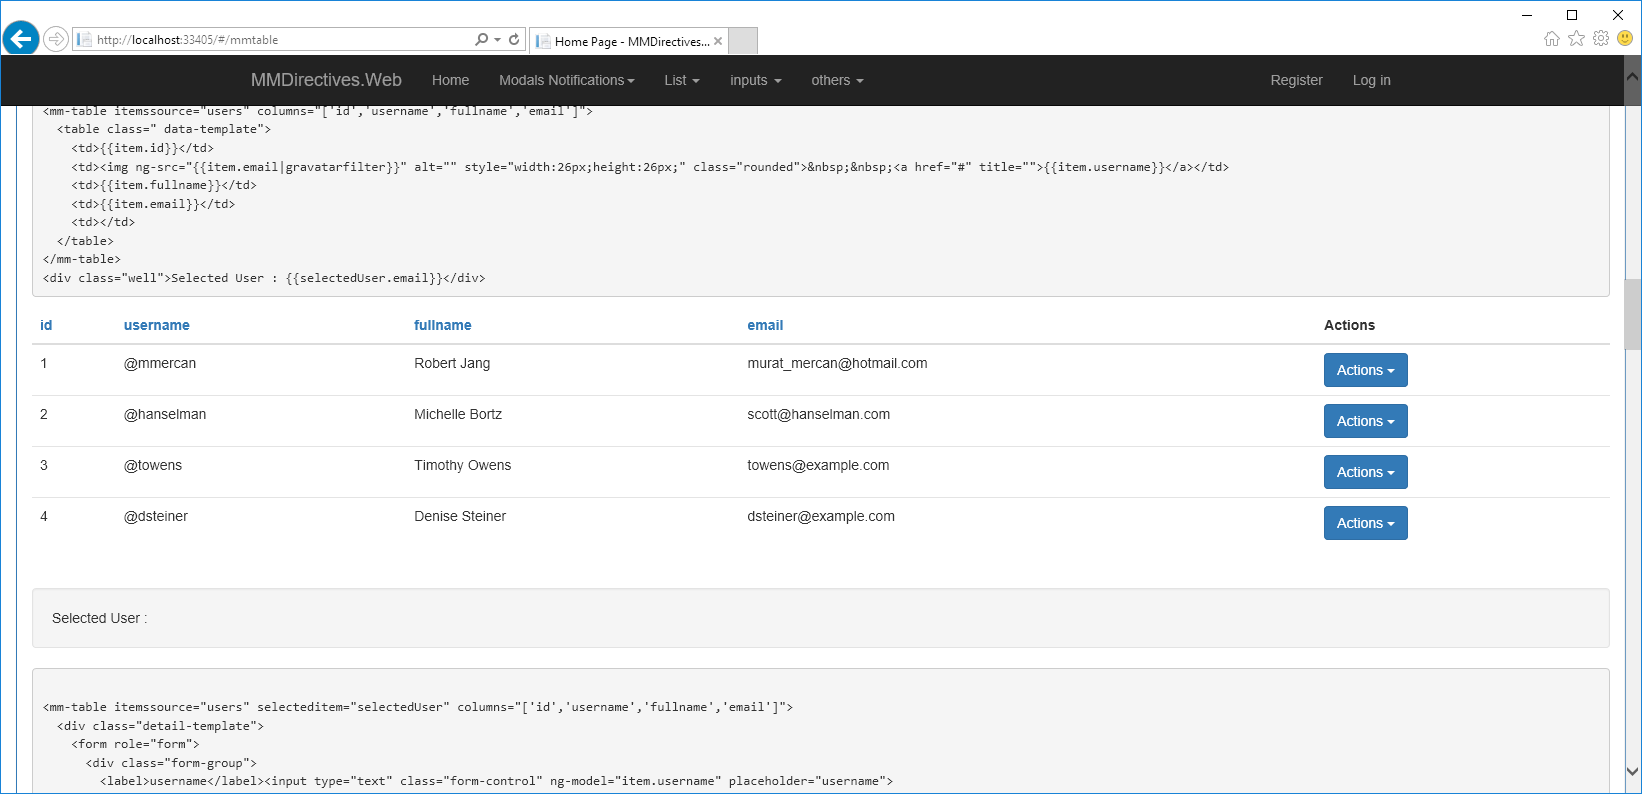 http://localhost:33405/#/mmtable
Home Page - MMDirectives...
MMDirectives.Web Home Modals Notifications List inputs others Register Log in
<mm-table itemssource="users" columns="['id','username','fullname','email']">
<table class=" data-template">
<td>{{item.id}}</td>
<td><img ng-src="{{item.email|gravatarfilter}}" alt="" style="width:26px;height:26px;" class="rounded">&nbsp;&nbsp;<a href="#" title="">{{item.username}}</a></td>
<td>{{item.fullname}}</td>
<td>{{item.email}}</td>
<td></td>
</table>
</mm-table>
<div class="well">Selected User : {{selectedUser.email}}</div>
id username fullname email Actions
1 @mmercan Robert Jang murat_mercan@hotmail.com Actions
2 @hanselman Michelle Bortz scott@hanselman.com Actions
3 @towens Timothy Owens towens@example.com Actions
4 @dsteiner Denise Steiner dsteiner@example.com Actions
Selected User :
<mm-table itemssource="users" selecteditem="selectedUser" columns="['id','username','fullname','email']">
<div class="detail-template">
<form role="form">
<div class="form-group">
<label>username</label><input type="text" class="form-control" ng-model="item.username" placeholder="username">